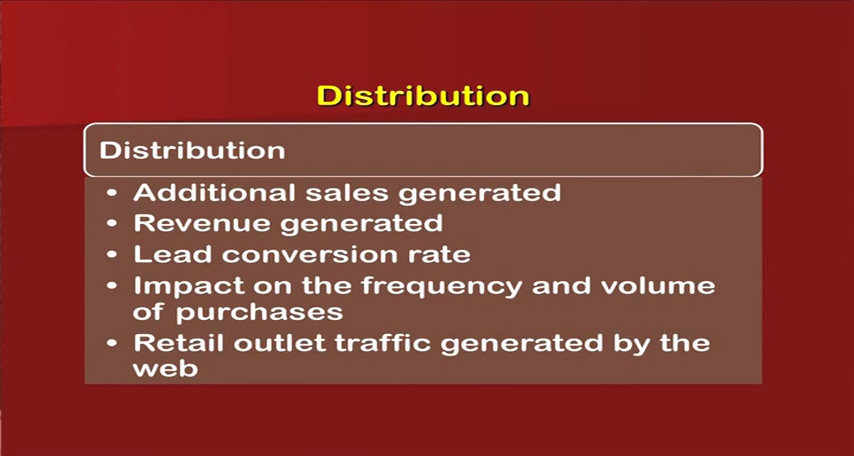 Distribution
Distribution
• Additional sales generated
• Revenue generated
• Lead conversion rate
• Impact on the frequency and volume
of purchases
• Retail outlet traffic generated by the
web